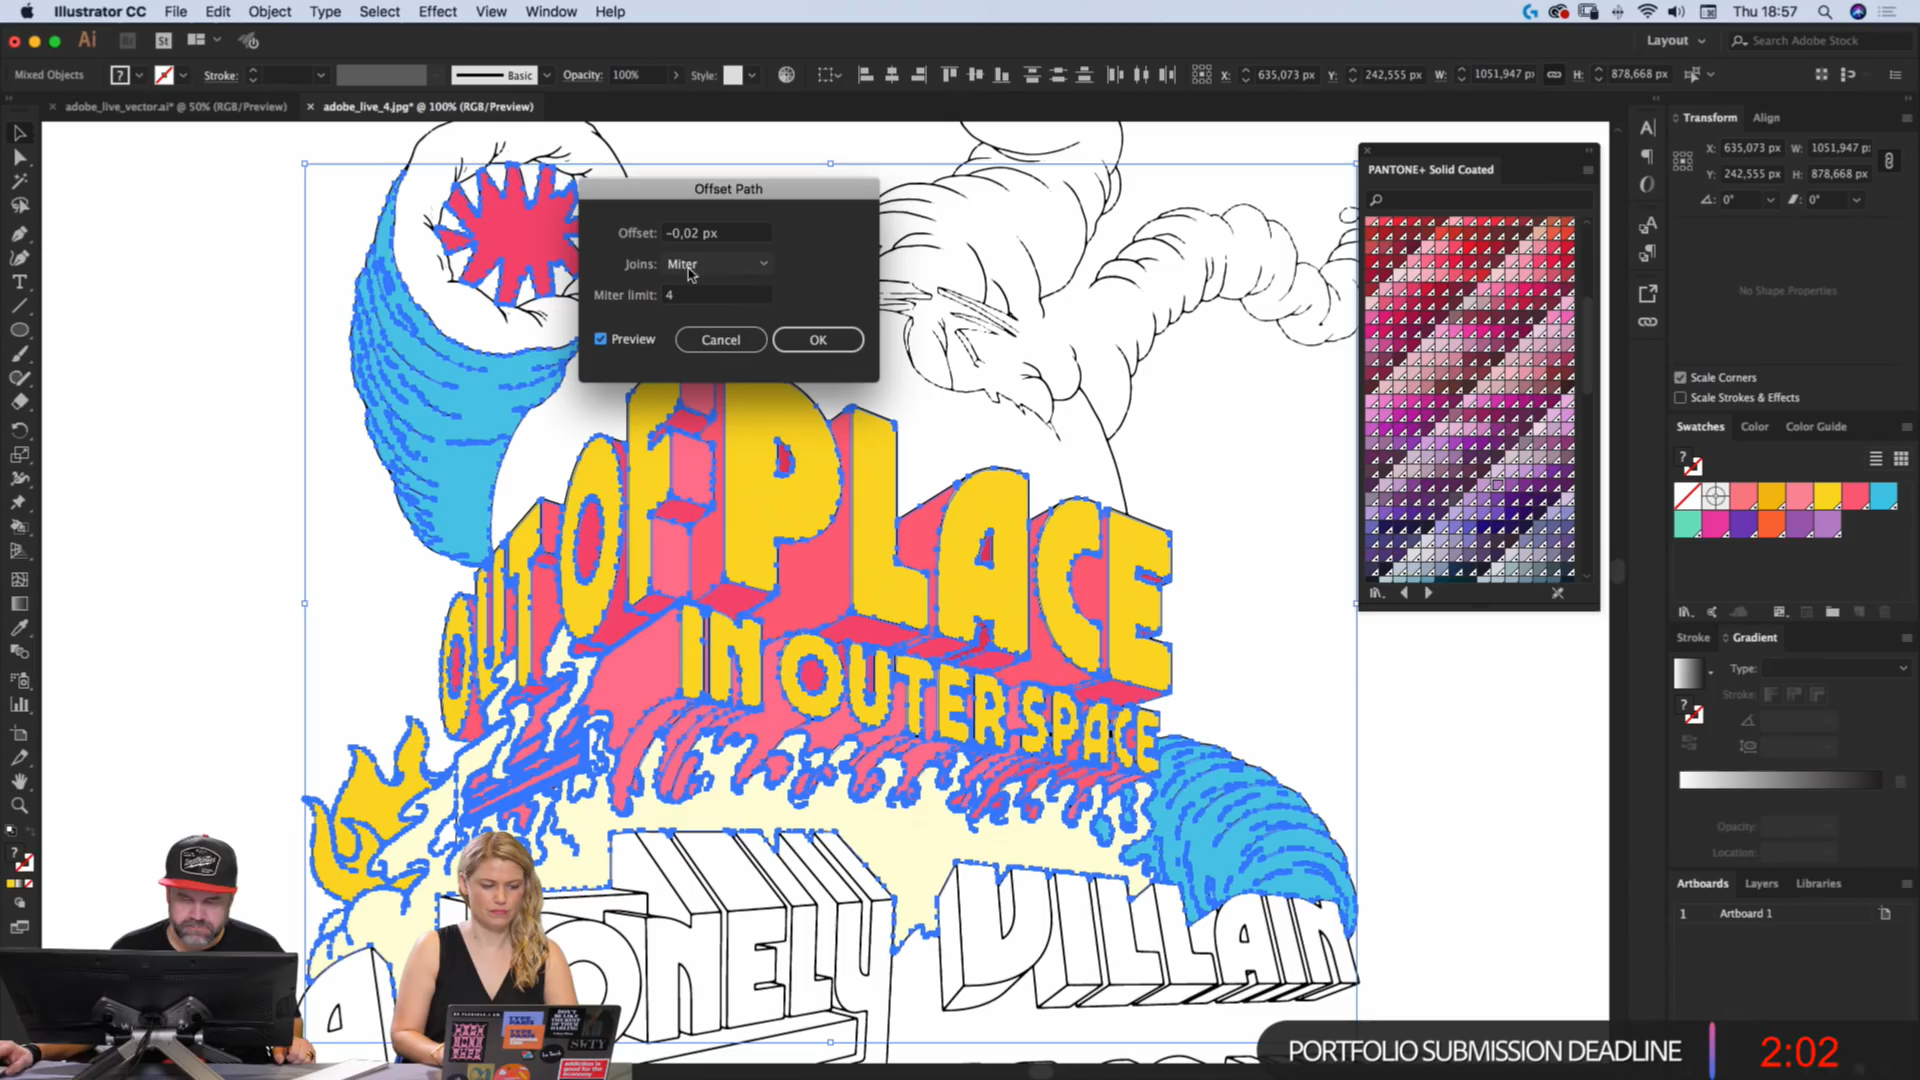 Illustrator CC File Edit Object Type Select Effect View Window Help Thu 18:57
Ai Br St Layout Search Adobe Stock
Mixed Objects ? Stroke: Basic Opacity: 100% Style: X: 635,073 px Y: 242,555 px W: 1051,947 px H: 878,668 px
× adobe_live_vector.ai* @ 50% (RGB/Preview) × adobe_live_4.jpg* @ 100% (RGB/Preview)
Offset Path
Offset: -0,02 px
Joins: Miter
Miter limit: 4
Preview Cancel OK
OUT OF PLACE
IN OUTER SPACE
A LONELY VILLAIN
PANTONE+ Solid Coated
Transform Align
X: 635,073 px W: 1051,947 p:
Y: 242,555 px H: 878,668 px
0° 0°
No Shape Properties
Scale Corners
Scale Strokes & Effects
Swatches Color Color Guide
Stroke Gradient
Type:
Stroke:
Opacity:
Location:
Artboards Layers Libraries
1 Artboard 1
SWTY
PORTFOLIO SUBMISSION DEADLINE 2:02